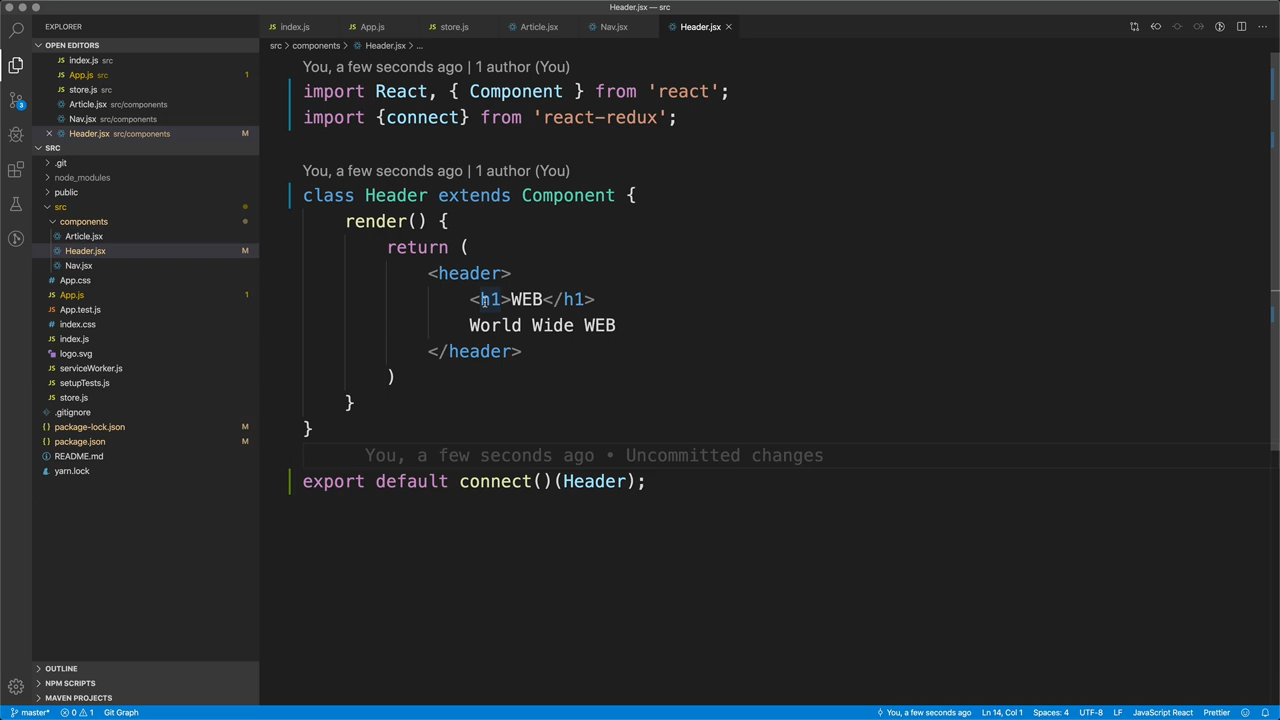 Header.jsx — src
EXPLORER
OPEN EDITORS
index.js src
App.js src 1
store.js src
Article.jsx src/components
Nav.jsx src/components
Header.jsx src/components M
SRC
.git
node_modules
public
src
components
Article.jsx
Header.jsx M
Nav.jsx
App.css
App.js 1
App.test.js
index.css
index.js
logo.svg
serviceWorker.js
setupTests.js
store.js
.gitignore
package-lock.json M
package.json M
README.md
yarn.lock
OUTLINE
NPM SCRIPTS
MAVEN PROJECTS
3
JS index.js JS App.js JS store.js Article.jsx Nav.jsx Header.jsx
src > components > Header.jsx > ...
You, a few seconds ago | 1 author (You)
import React, { Component } from 'react';
import {connect} from 'react-redux';
You, a few seconds ago | 1 author (You)
class Header extends Component {
render() {
return (
<header>
<h1>WEB</h1>
World Wide WEB
</header>
)
}
}
You, a few seconds ago • Uncommitted changes
export default connect()(Header);
master* 0 1 Git Graph You, a few seconds ago Ln 14, Col 1 Spaces: 4 UTF-8 LF JavaScript React Prettier